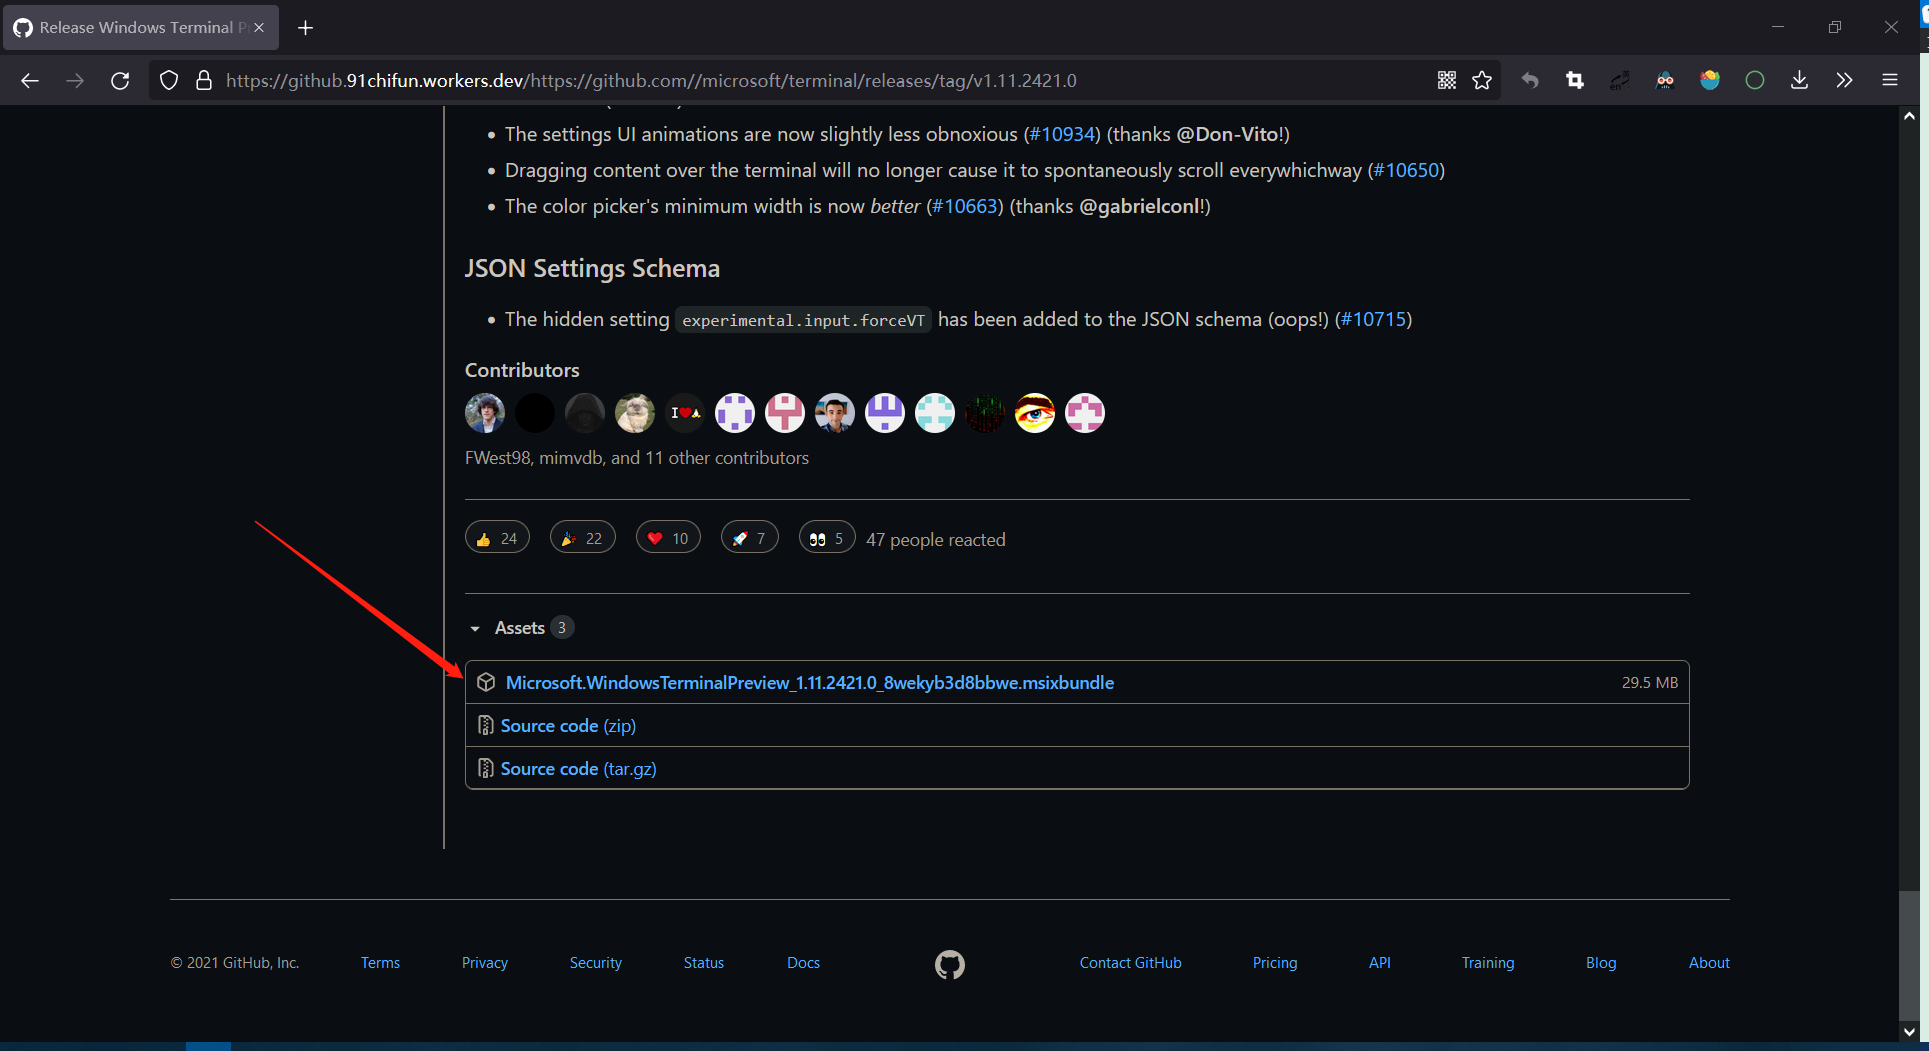 Release Windows Terminal P
https://github.91chifun.workers.dev/https://github.com//microsoft/terminal/releases/tag/v1.11.2421.0
en
The settings UI animations are now slightly less obnoxious (#10934) (thanks @Don-Vito!)
Dragging content over the terminal will no longer cause it to spontaneously scroll everywhichway (#10650)
The color picker's minimum width is now better (#10663) (thanks @gabrielconl!)
JSON Settings Schema
The hidden setting experimental.input.forceVT has been added to the JSON schema (oops!) (#10715)
Contributors
I❤️🙏
FWest98, mimvdb, and 11 other contributors
👍 24 🎉 22 ❤️ 10 🚀 7 👀 5 47 people reacted
Assets 3
Microsoft.WindowsTerminalPreview_1.11.2421.0_8wekyb3d8bbwe.msixbundle 29.5 MB
Source code (zip)
Source code (tar.gz)
© 2021 GitHub, Inc. Terms Privacy Security Status Docs Contact GitHub Pricing API Training Blog About